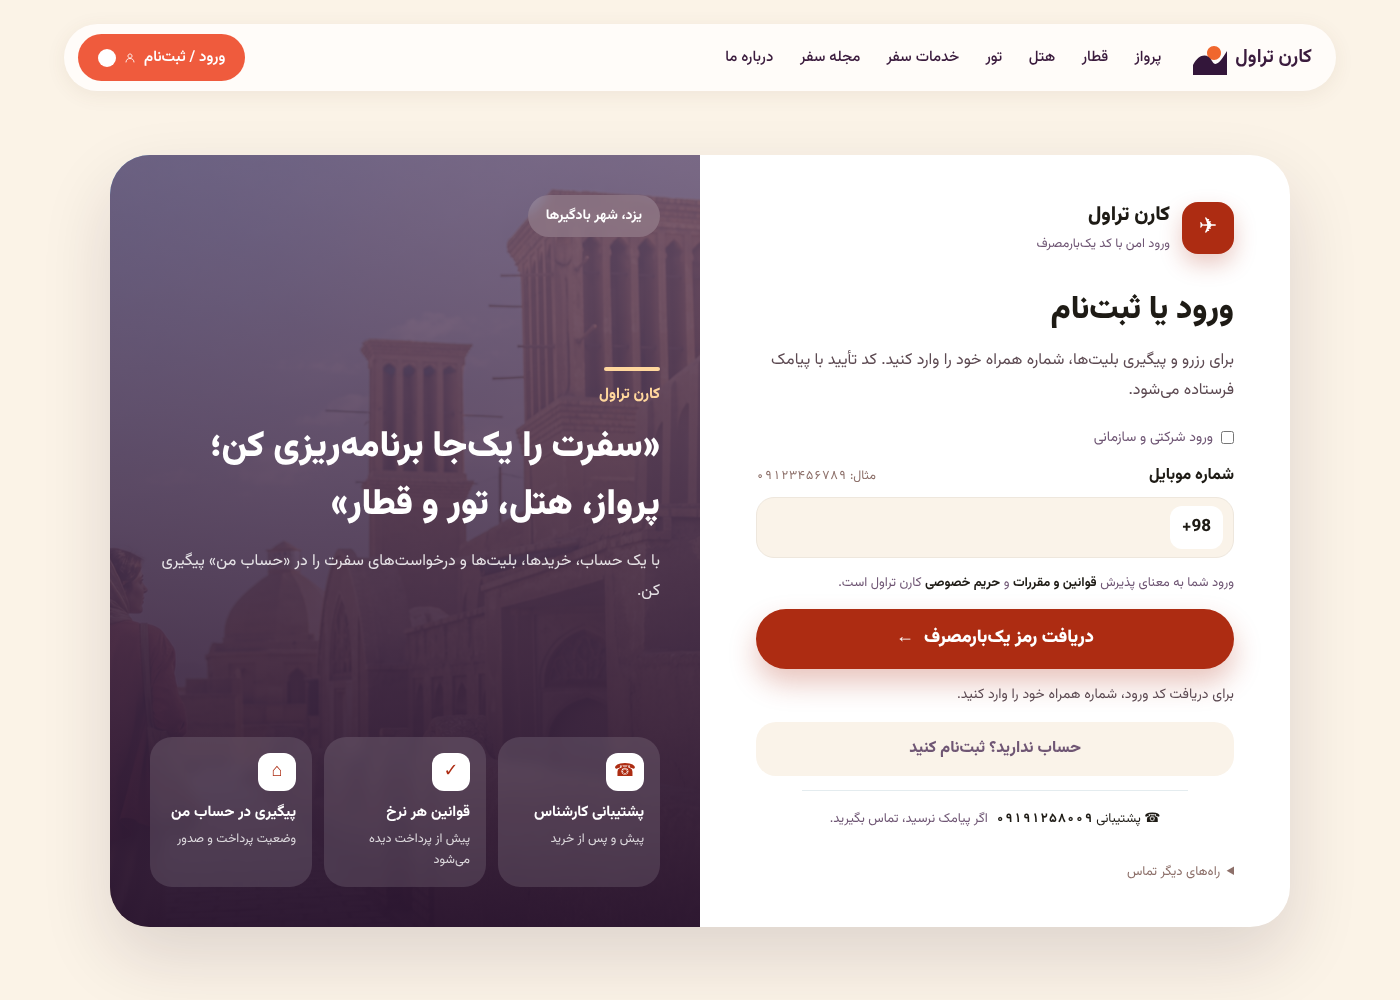 کارن تراول
پرواز
قطار
هتل
تور
خدمات سفر
مجله سفر
درباره ما
ورود / ثبت‌نام
کارن تراول
ورود امن با کد یک‌بارمصرف
ورود یا ثبت‌نام
برای رزرو و پیگیری بلیت‌ها، شماره همراه خود را وارد کنید. کد تأیید با پیامک
فرستاده می‌شود.
ورود شرکتی و سازمانی
شماره موبایل
مثال: ۰۹۱۲۳۴۵۶۷۸۹
+98
ورود شما به معنای پذیرش قوانین و مقررات و حریم خصوصی کارن تراول است.
دریافت رمز یک‌بارمصرف ←
برای دریافت کد ورود، شماره همراه خود را وارد کنید.
حساب ندارید؟ ثبت‌نام کنید
☎ پشتیبانی ۰۹۱۹۱۲۵۸۰۰۹ اگر پیامک نرسید، تماس بگیرید.
راه‌های دیگر تماس
یزد، شهر بادگیرها
کارن تراول
«سفرت را یک‌جا برنامه‌ریزی کن؛
پرواز، هتل، تور و قطار»
با یک حساب، خریدها، بلیت‌ها و درخواست‌های سفرت را در «حساب من» پیگیری
کن.
پشتیبانی کارشناس
پیش و پس از خرید
قوانین هر نرخ
پیش از پرداخت دیده
می‌شود
پیگیری در حساب من
وضعیت پرداخت و صدور